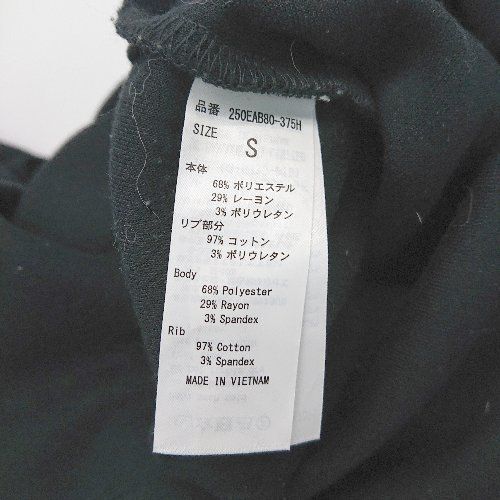 品番 250EAB80-375H
SIZE S
本体
68% ポリエステル
29% レーヨン
3% ポリウレタン
リブ部分
97% コットン
3% ポリウレタン
Body
68% Polyester
29% Rayon
3% Spandex
Rib
97% Cotton
3% Spandex
MADE IN VIETNAM